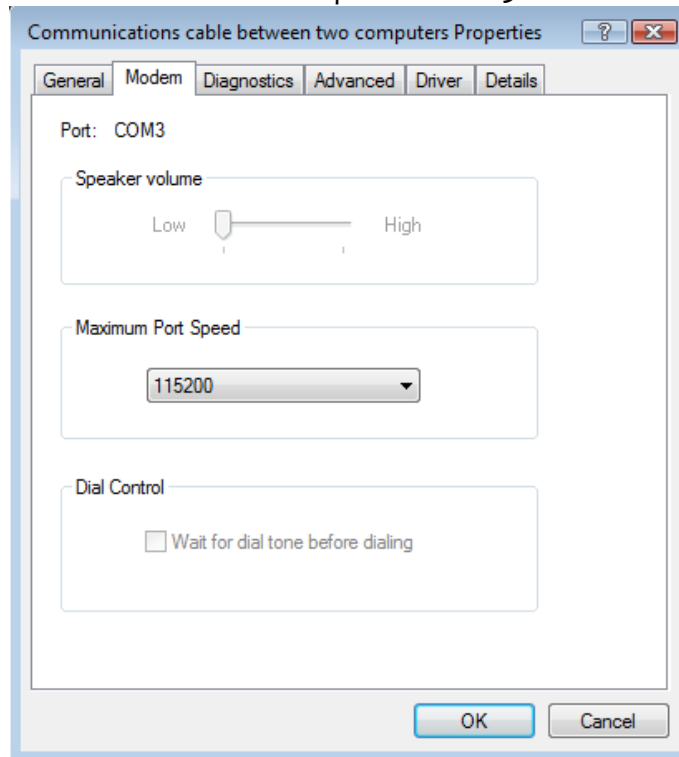 Communications cable between two computers Properties
General Modem Diagnostics Advanced Driver Details
Port: COM3
Speaker volume
Low High
Maximum Port Speed
115200
Dial Control
Wait for dial tone before dialing
OK Cancel